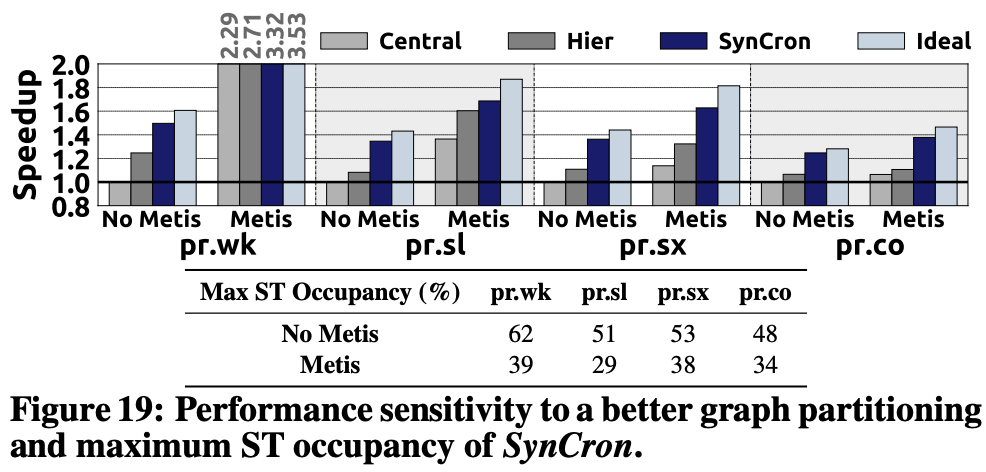 2.29 2.71 3.32 3.53
Central Hier SynCron Ideal
Speedup
2.0
1.8
1.6
1.4
1.2
1.0
0.8
No Metis Metis No Metis Metis No Metis Metis No Metis Metis
pr.wk pr.sl pr.sx pr.co
Max ST Occupancy (%) pr.wk pr.sl pr.sx pr.co
No Metis 62 51 53 48
Metis 39 29 38 34
Figure 19: Performance sensitivity to a better graph partitioning
and maximum ST occupancy of SynCron.